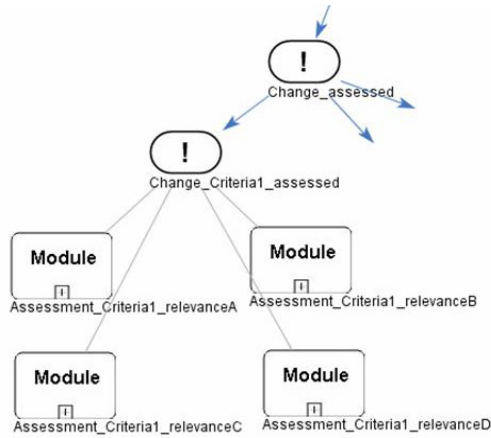 !
Change_assessed
!
Change_Criteria1_assessed
Module
Assessment_Criteria1_relevanceA
Module
Assessment_Criteria1_relevanceB
Module
Assessment_Criteria1_relevanceC
Module
Assessment_Criteria1_relevanceD